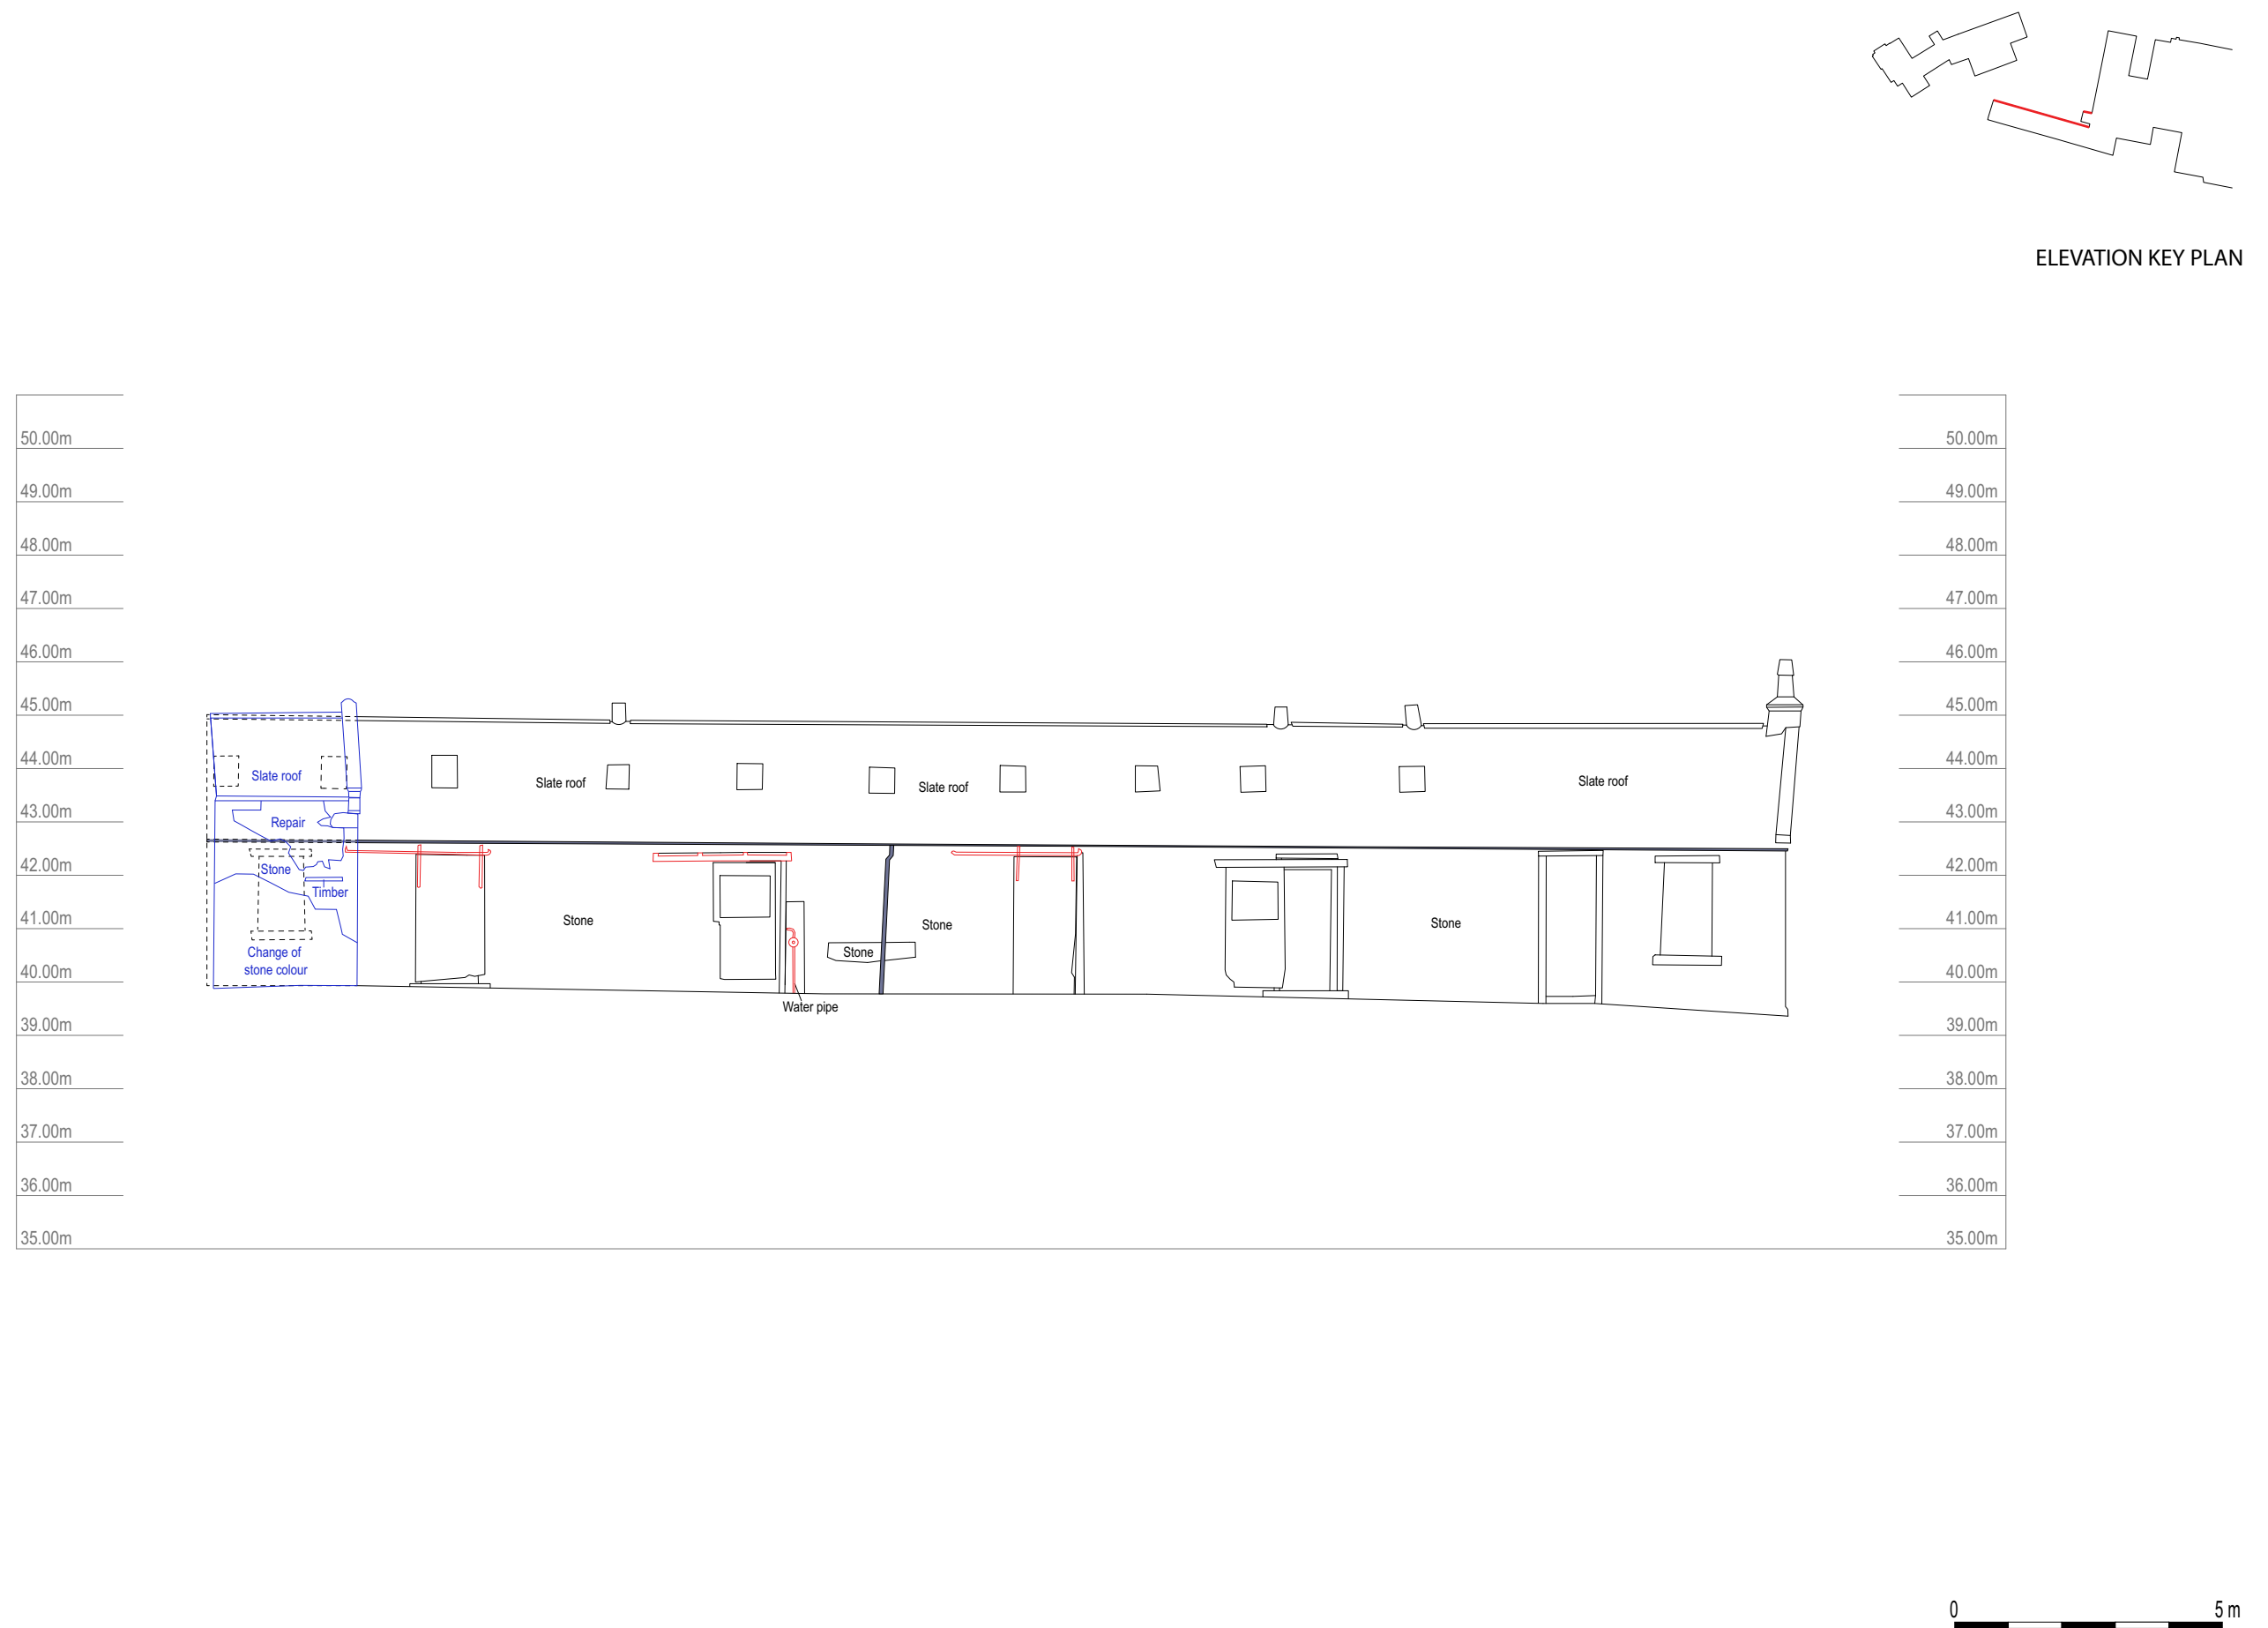 ELEVATION KEY PLAN
50.00m
50.00m
49.00m
49.00m
48.00m
48.00m
47.00m
47.00m
46.00m
46.00m
45.00m
45.00m
44.00m
44.00m
Slate roof
Slate roof
Slate roof
Slate roof
43.00m
43.00m
Repair
42.00m
42.00m
Stone
Timber
41.00m
41.00m
Stone
Stone
Stone
Stone
Change of
stone colour
40.00m
40.00m
Water pipe
39.00m
39.00m
38.00m
38.00m
37.00m
37.00m
36.00m
36.00m
35.00m
35.00m
0
5 m